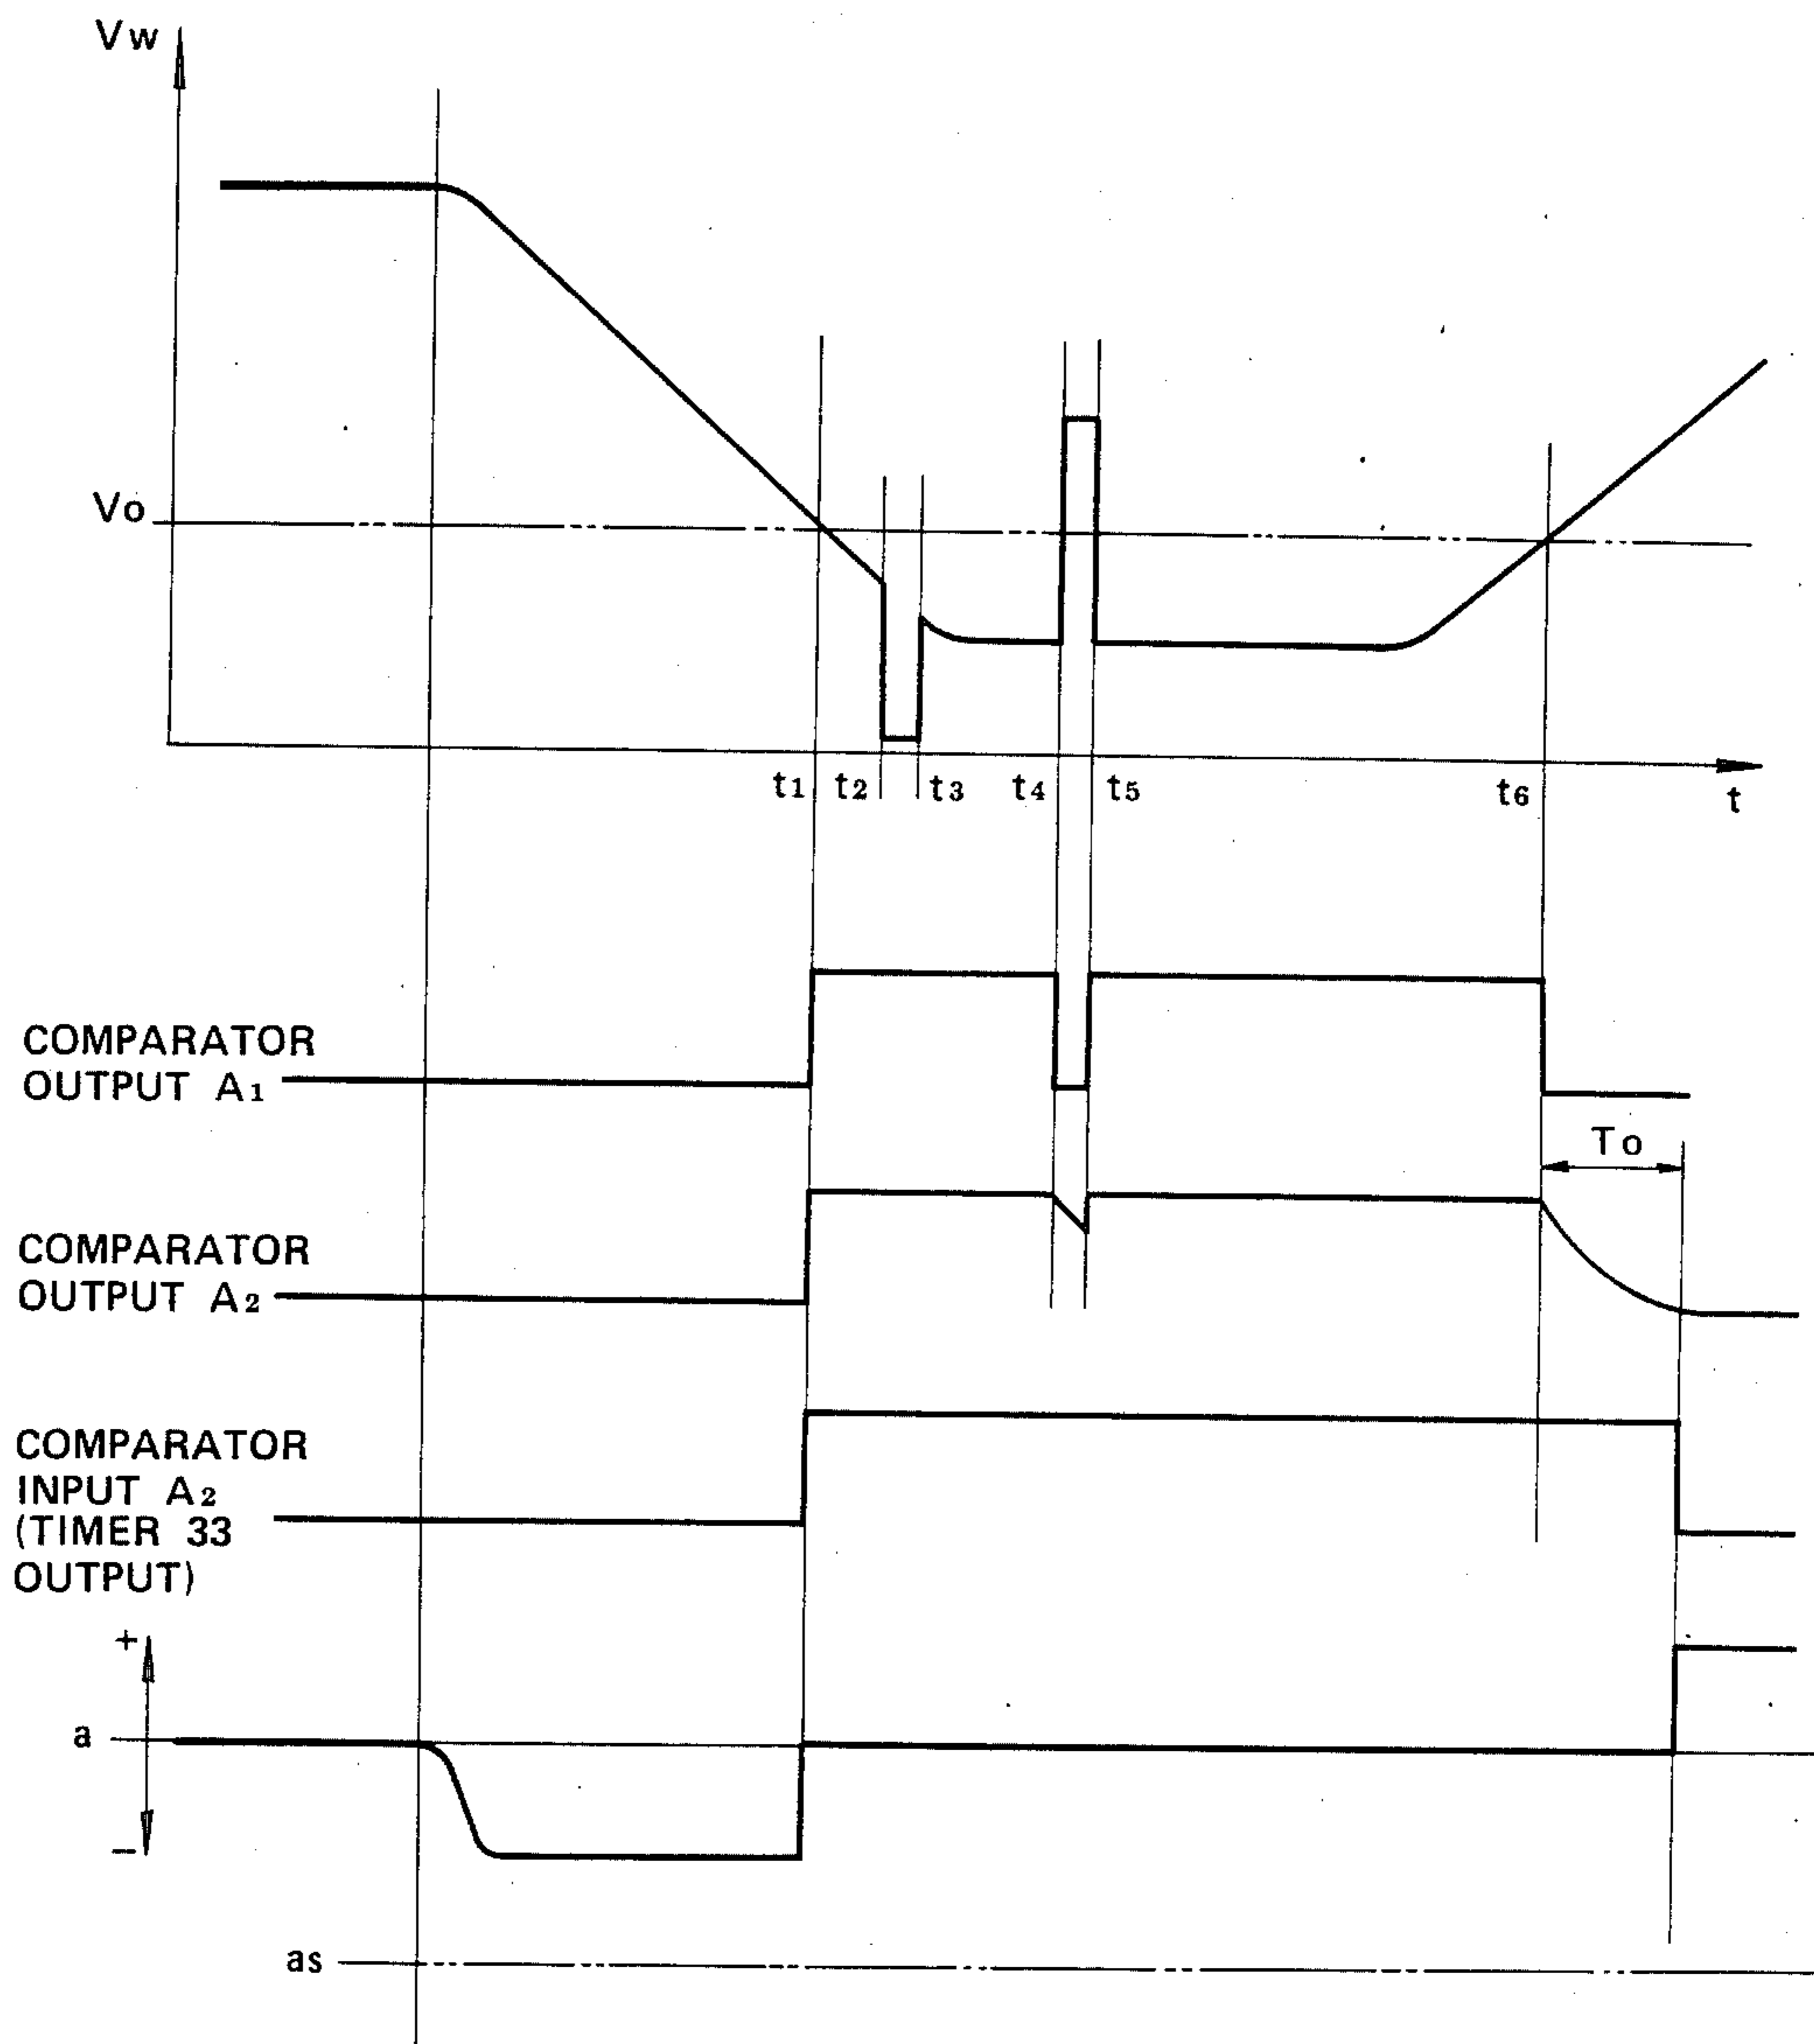 Vw
Vo
t1 t2 t3 t4 t5 t6
t
COMPARATOR
OUTPUT A1
To
COMPARATOR
OUTPUT A2
COMPARATOR
INPUT A2
(TIMER 33
OUTPUT)
+
a
−
as